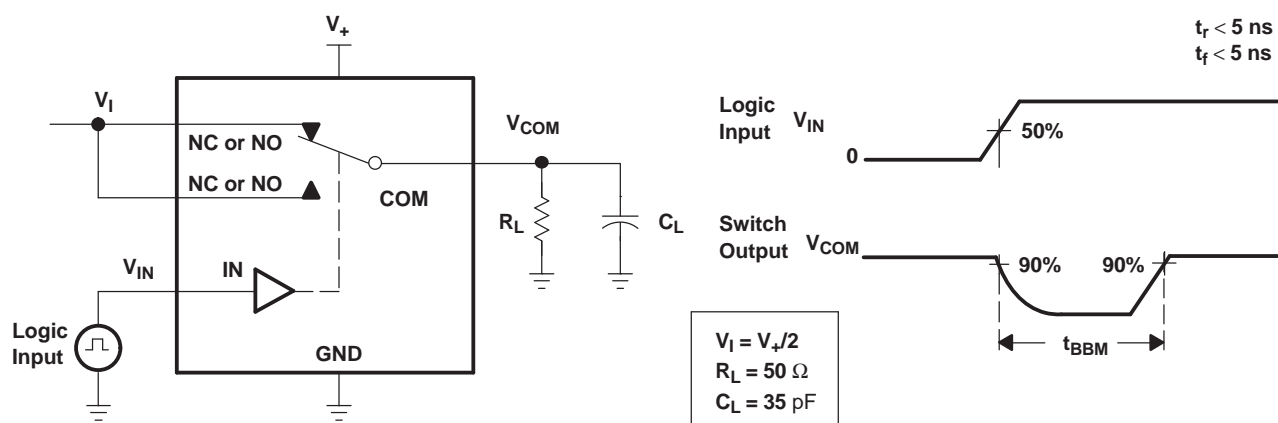 V+
VI
NC or NO
NC or NO
COM
VCOM
RL
CL
VIN
IN
Logic
Input
GND
tr < 5 ns
tf < 5 ns
Logic
Input
VIN
50%
0
Switch
Output
VCOM
90%
90%
tBBM
VI = V+/2
RL = 50 Ω
CL = 35 pF